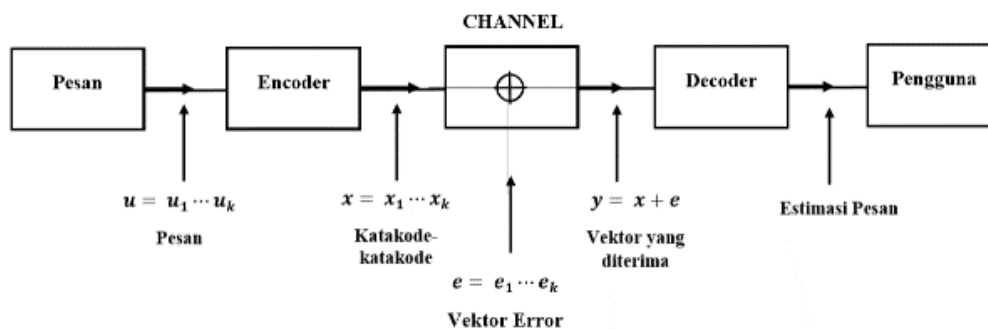 CHANNEL
Pesan
Encoder
Decoder
Pengguna
u = u₁ ⋯ uₖ
Pesan
x = x₁ ⋯ xₖ
Katakode-
katakode
y = x + e
Vektor yang
diterima
Estimasi Pesan
e = e₁ ⋯ eₖ
Vektor Error